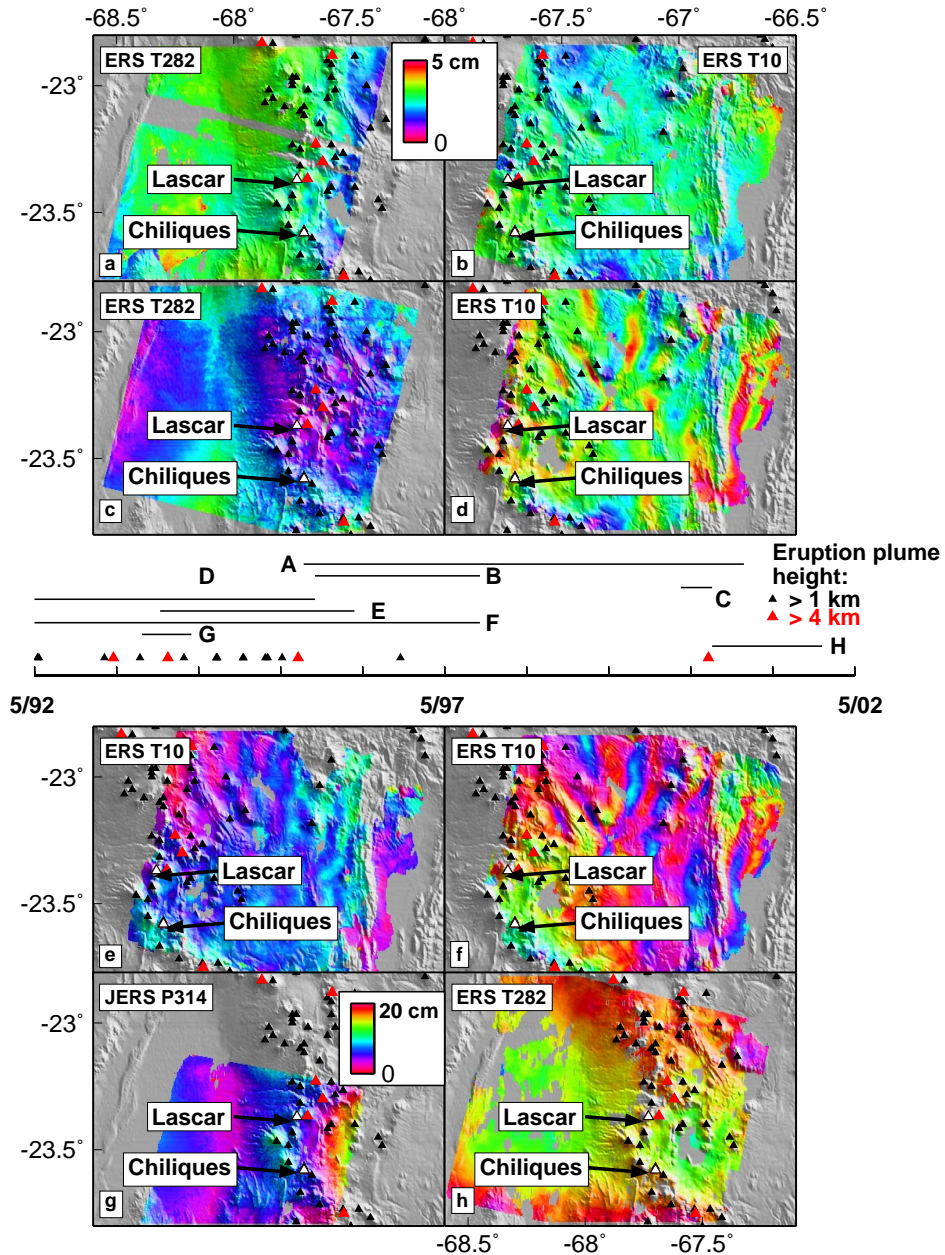 -68.5° -68° -67.5° -67.5° -67° -66.5°
ERS T282
5 cm
0
ERS T10
-23°
Lascar
Lascar
-23.5°
Chiliques
Chiliques
a
b
ERS T282
ERS T10
-23°
Lascar
Lascar
-23.5°
Chiliques
Chiliques
c
d
Eruption plume
height:
> 1 km
> 4 km
A
B
C
D
E
F
G
H
5/92 5/97 5/02
ERS T10
ERS T10
-23°
Lascar
Lascar
-23.5°
Chiliques
Chiliques
e
f
JERS P314
20 cm
0
ERS T282
-23°
Lascar
Lascar
-23.5°
Chiliques
Chiliques
g
h
-68.5° -68° -67.5°